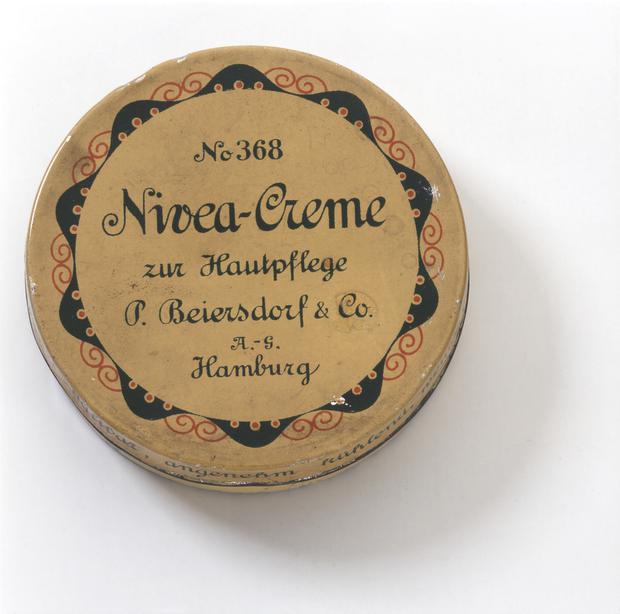 No 368
Nivea-Creme
zur Hautpflege
P. Beiersdorf & Co.
A.-G.
Hamburg
angenehm kühlend